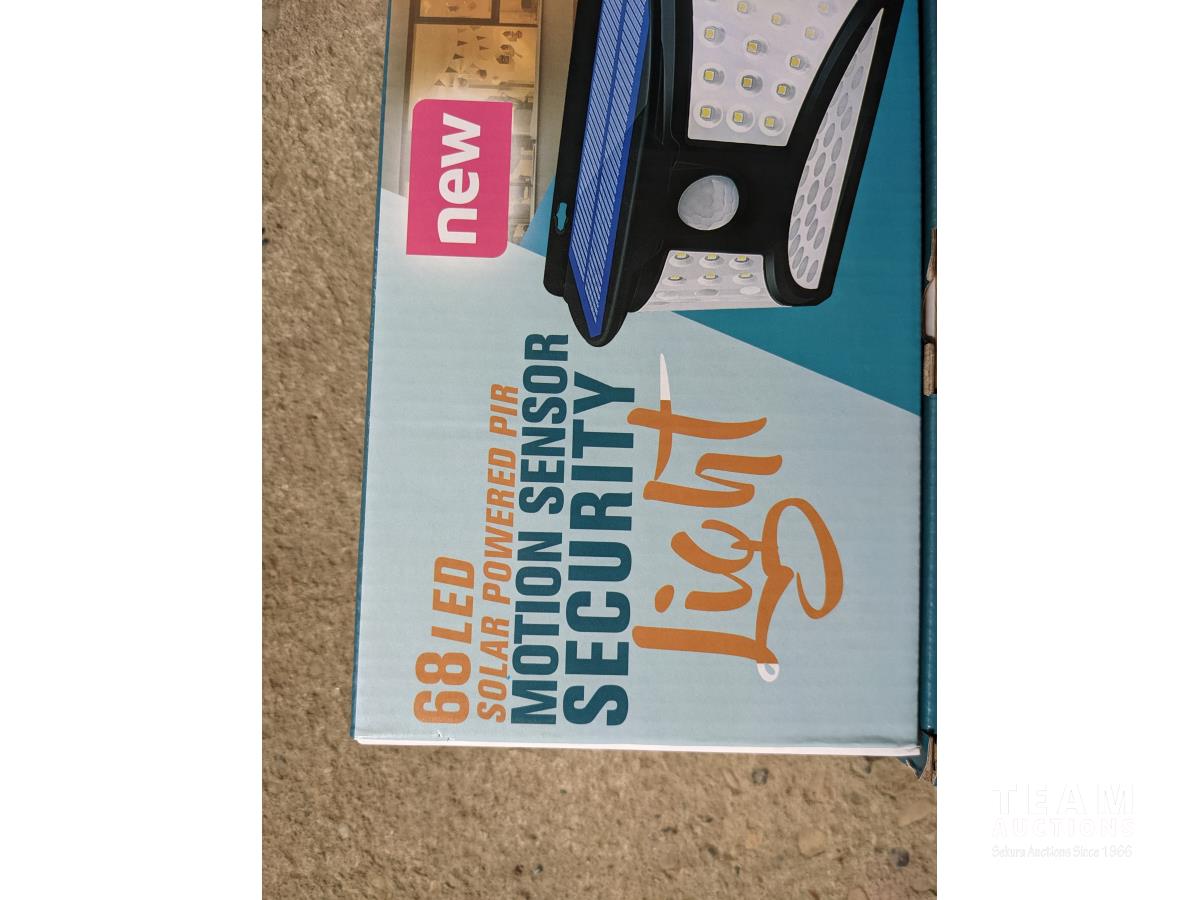 new
68 LED
SOLAR POWERED PIR
MOTION SENSOR
SECURITY
Light
TEAM
AUCTIONS
Sekura Auctions Since 1966